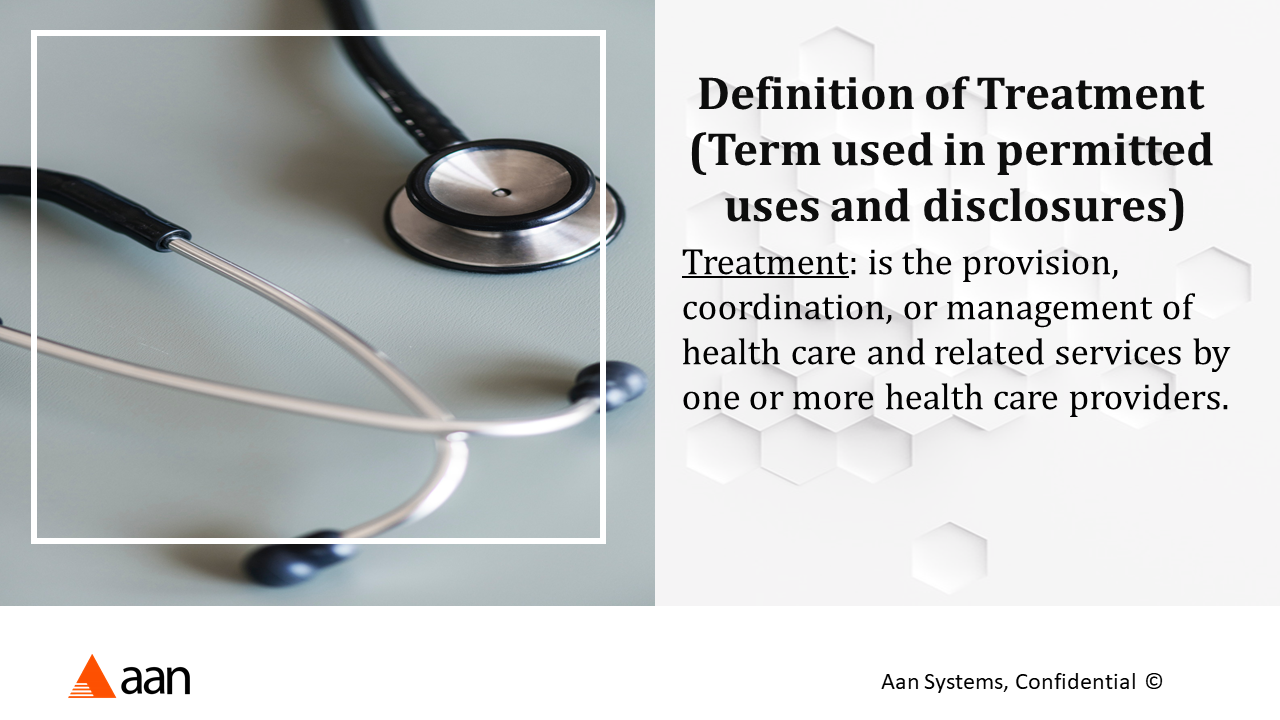 Definition of Treatment
(Term used in permitted
uses and disclosures)
Treatment: is the provision,
coordination, or management of
health care and related services by
one or more health care providers.
aan
Aan Systems, Confidential ©